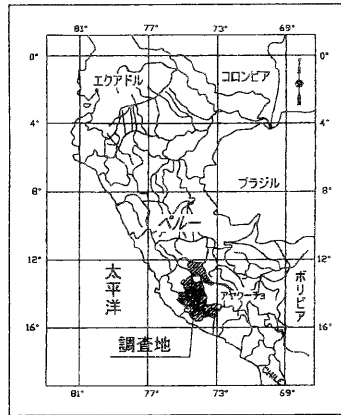 81° 77° 73° 69°
0° 0°
エクアドル コロンビア
4° 4°
ブラジル
8° 8°
ペルー
12° 12°
太平洋
アヤクーチョ
ボリビア
16° 16°
調査地
CHILE
81° 77° 73° 69°